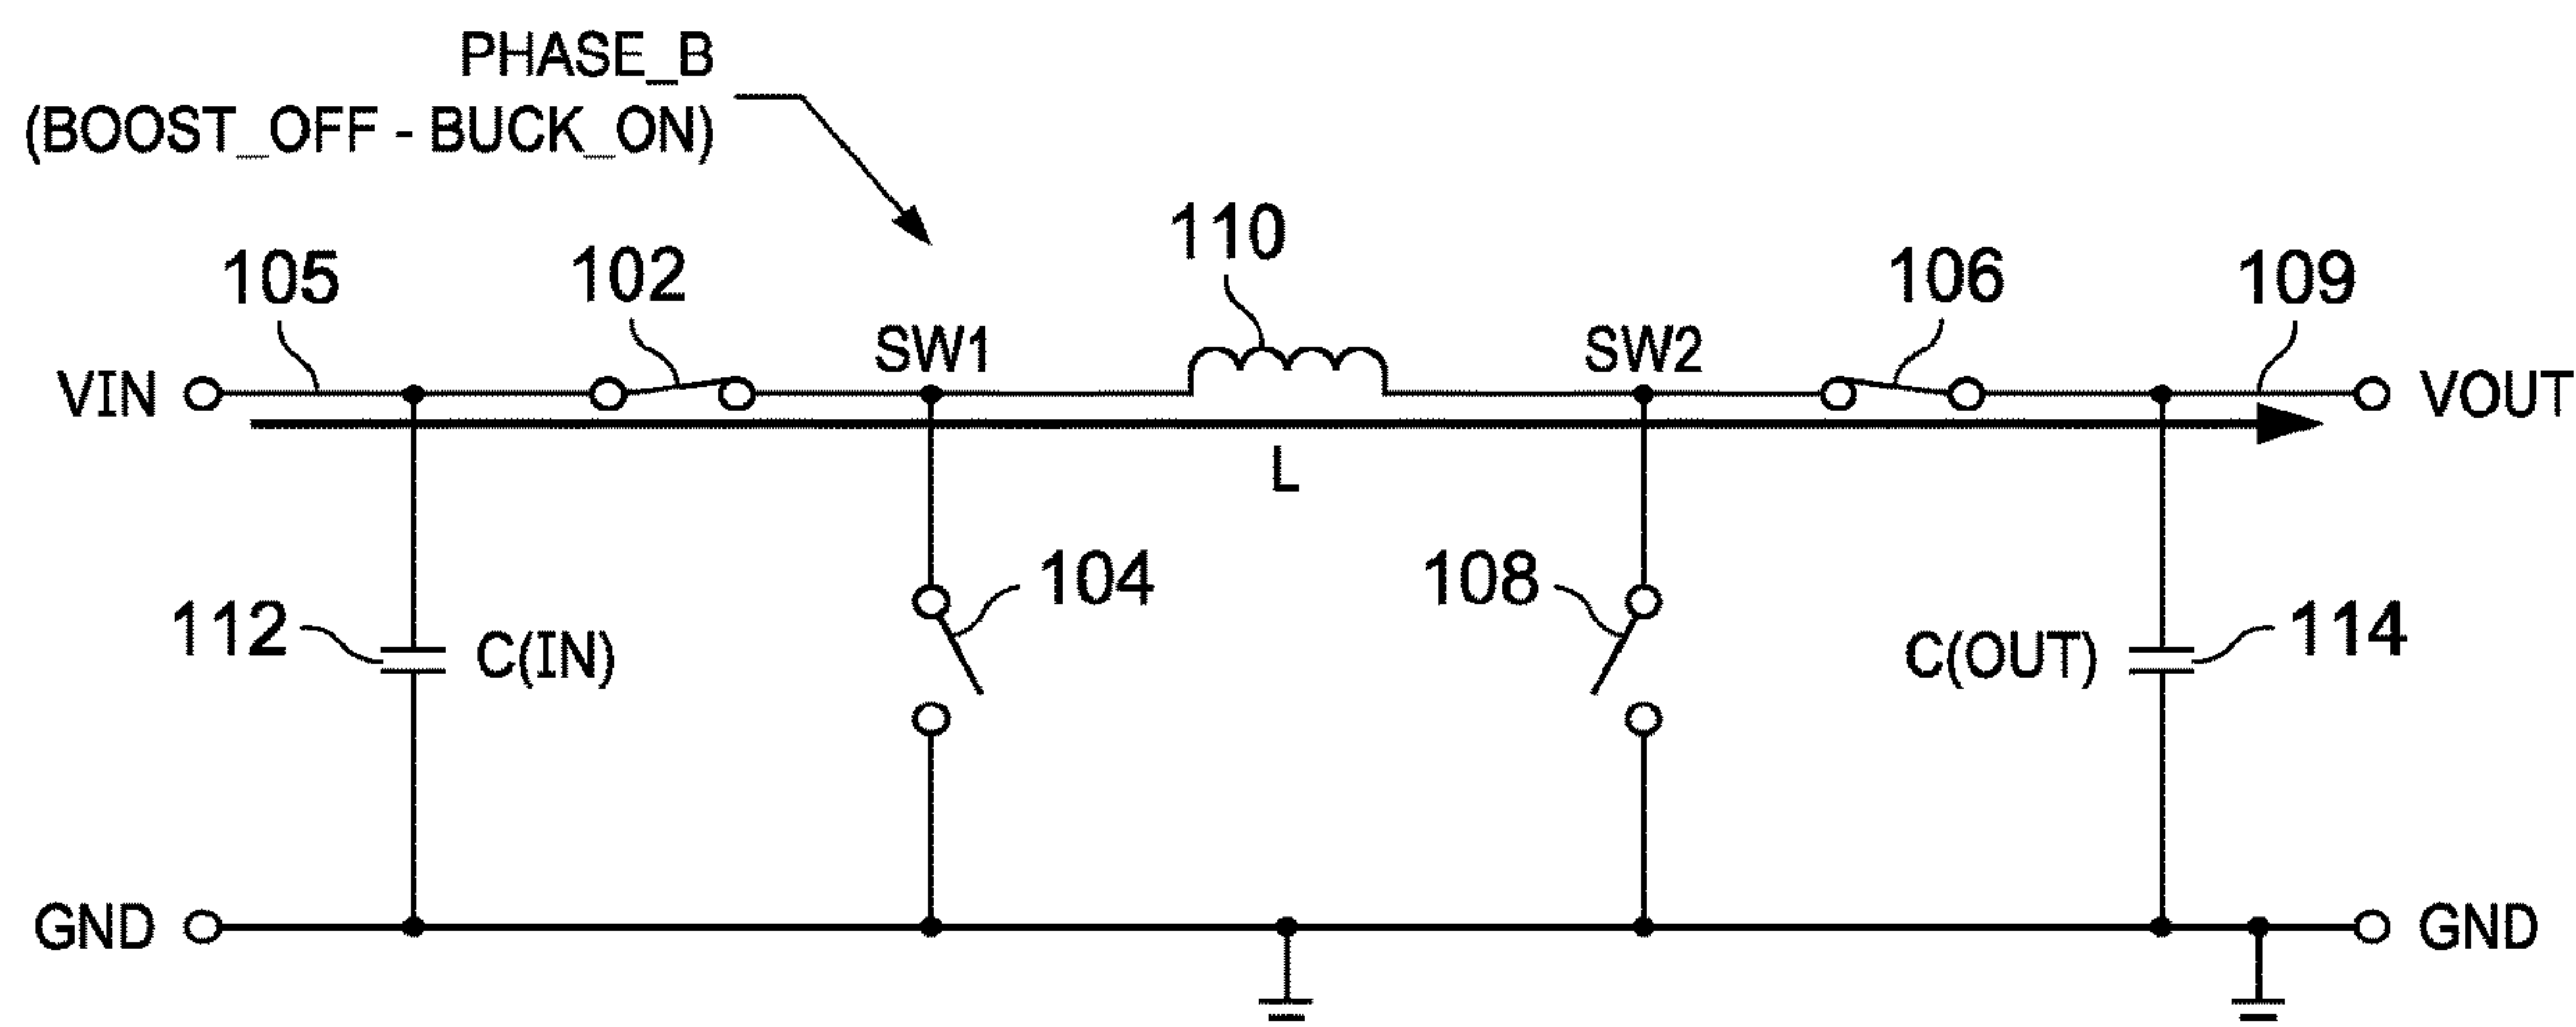 PHASE_B
(BOOST_OFF - BUCK_ON)
105
102
110
106
109
SW1
SW2
VIN
VOUT
L
104
108
112
C(IN)
C(OUT)
114
GND
GND